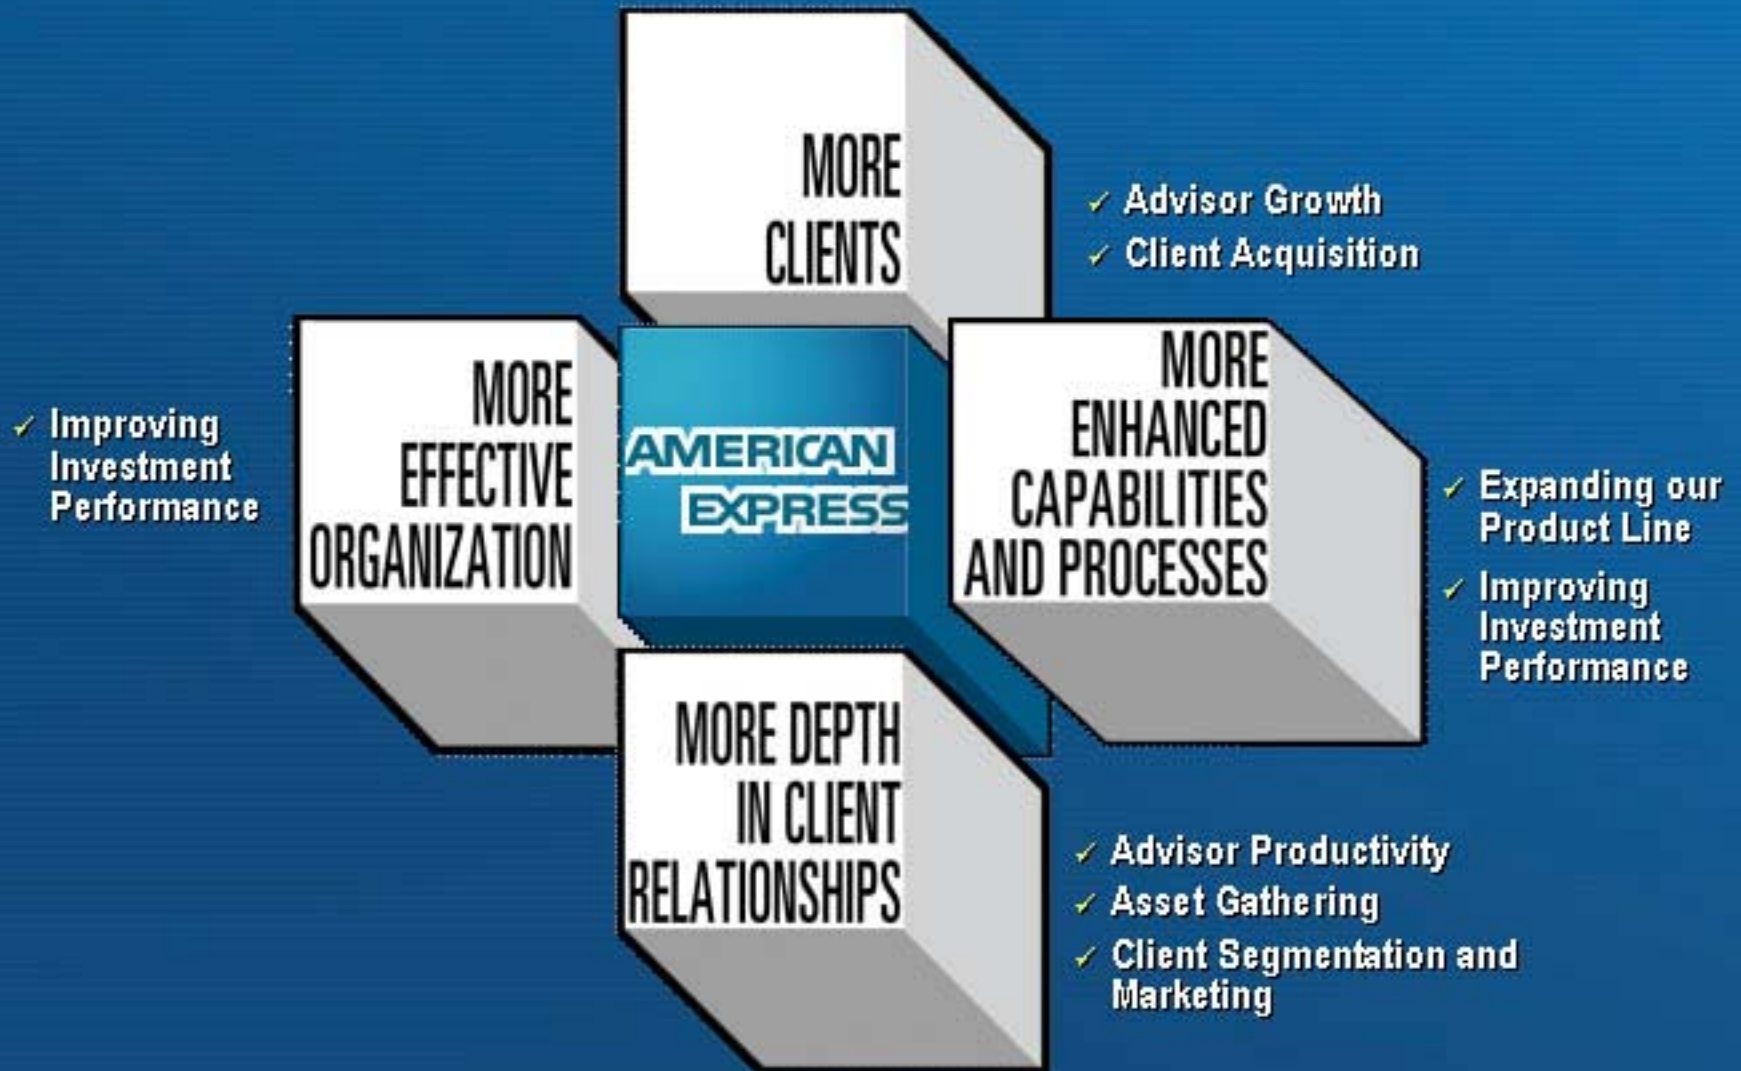 MORE
CLIENTS
✓ Advisor Growth
✓ Client Acquisition
✓ Improving
Investment
Performance
MORE
EFFECTIVE
ORGANIZATION
AMERICAN
EXPRESS
MORE
ENHANCED
CAPABILITIES
AND PROCESSES
✓ Expanding our
Product Line
✓ Improving
Investment
Performance
MORE DEPTH
IN CLIENT
RELATIONSHIPS
✓ Advisor Productivity
✓ Asset Gathering
✓ Client Segmentation and
Marketing